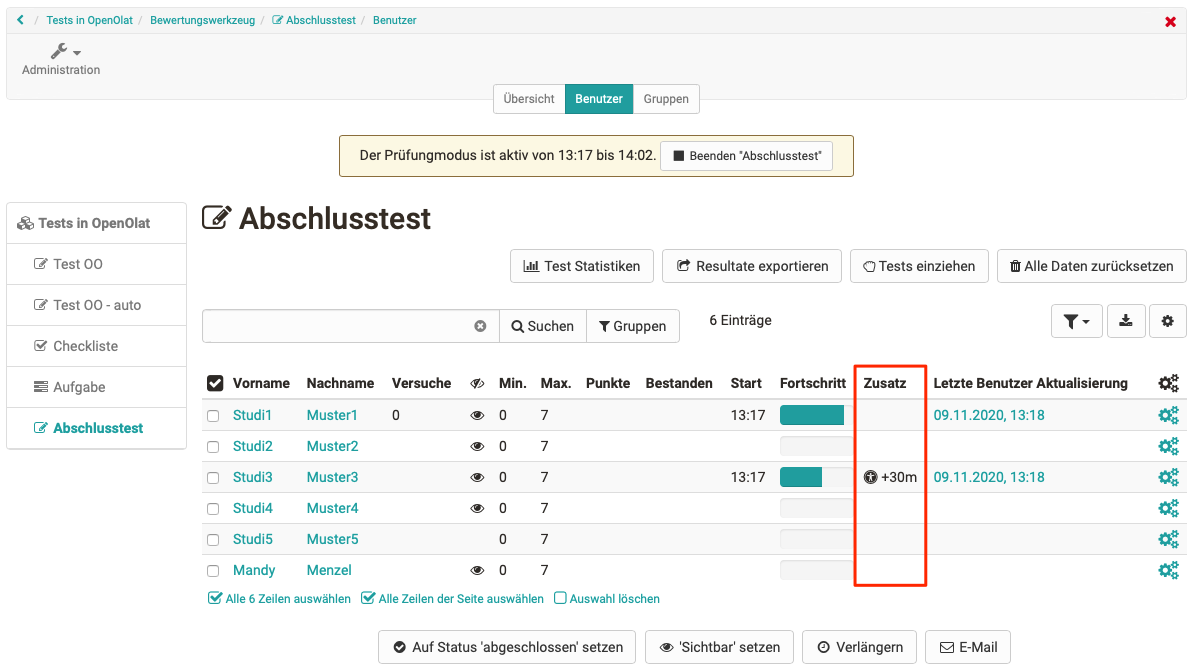 Tests in OpenOlat / Bewertungswerkzeug / Abschlusstest / Benutzer
Administration
Übersicht Benutzer Gruppen
Der Prüfungmodus ist aktiv von 13:17 bis 14:02. Beenden "Abschlusstest"
Tests in OpenOlat
Test OO
Test OO - auto
Checkliste
Aufgabe
Abschlusstest
Abschlusstest
Test Statistiken Resultate exportieren Tests einziehen Alle Daten zurücksetzen
Suchen Gruppen 6 Einträge
Vorname Nachname Versuche Min. Max. Punkte Bestanden Start Fortschritt Zusatz Letzte Benutzer Aktualisierung
Studi1 Muster1 0 0 7 13:17 09.11.2020, 13:18
Studi2 Muster2 0 7
Studi3 Muster3 0 7 13:17 +30m 09.11.2020, 13:18
Studi4 Muster4 0 7
Studi5 Muster5 0 7
Mandy Menzel 0 7
Alle 6 Zeilen auswählen Alle Zeilen der Seite auswählen Auswahl löschen
Auf Status 'abgeschlossen' setzen 'Sichtbar' setzen Verlängern E-Mail